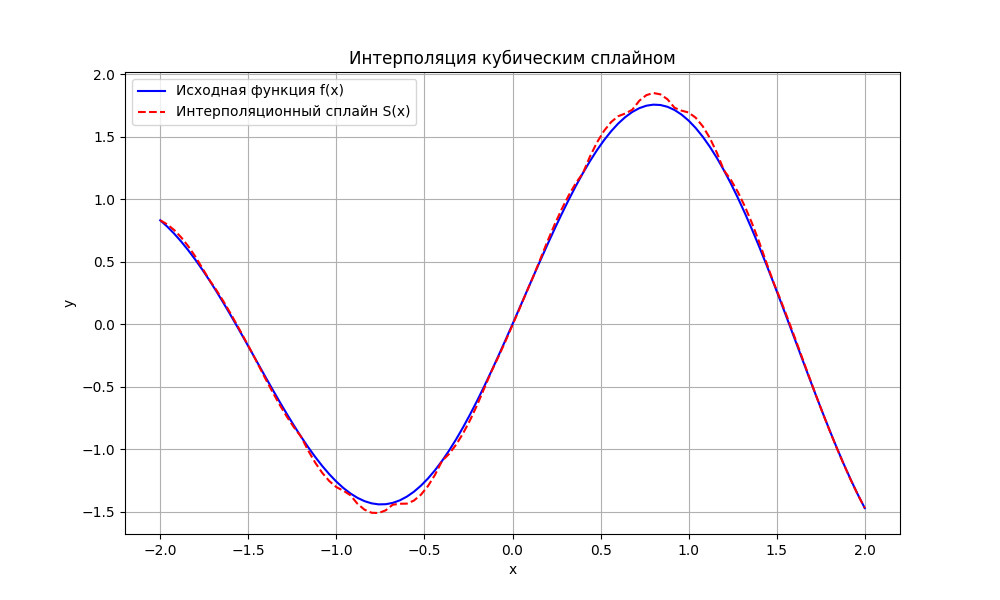 Интерполяция кубическим сплайном
Исходная функция f(x)
Интерполяционный сплайн S(x)
2.0
1.5
1.0
0.5
0.0
−0.5
−1.0
−1.5
y
−2.0 −1.5 −1.0 −0.5 0.0 0.5 1.0 1.5 2.0
x